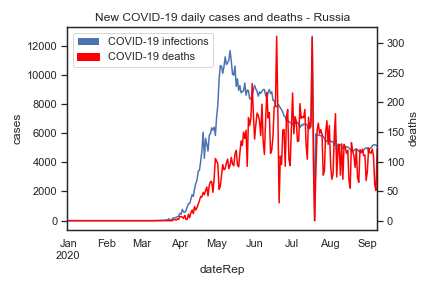 New COVID-19 daily cases and deaths - Russia
COVID-19 infections
COVID-19 deaths
12000
10000
8000
6000
4000
2000
0
cases
300
250
200
150
100
50
0
deaths
Jan Feb Mar Apr May Jun Jul Aug Sep
2020
dateRep